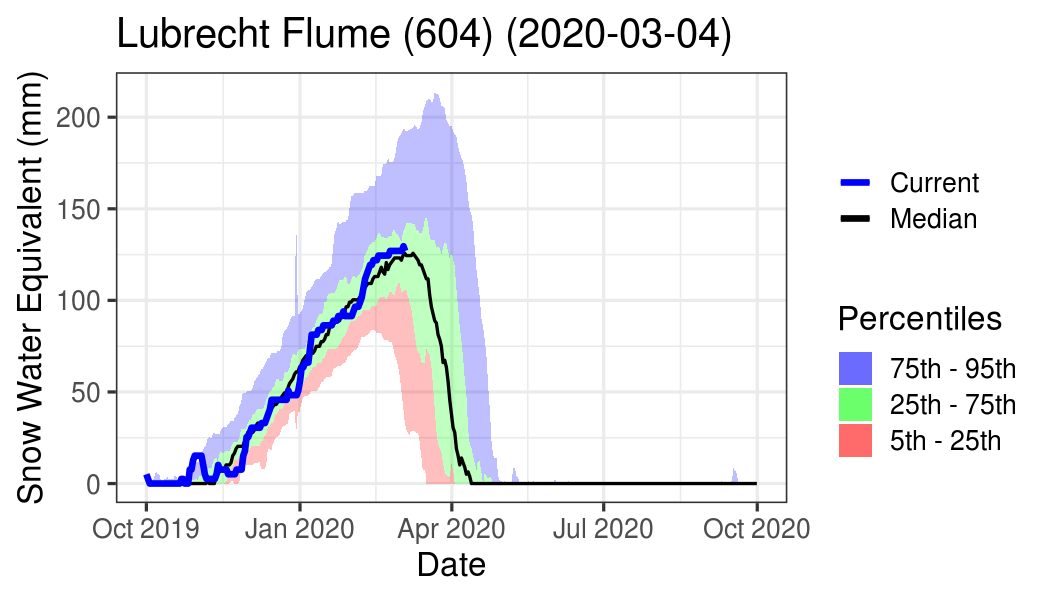 Lubrecht Flume (604) (2020-03-04)
Snow Water Equivalent (mm)
200
150
100
50
0
Oct 2019 Jan 2020 Apr 2020 Jul 2020 Oct 2020
Date
Current
Median
Percentiles
75th - 95th
25th - 75th
5th - 25th